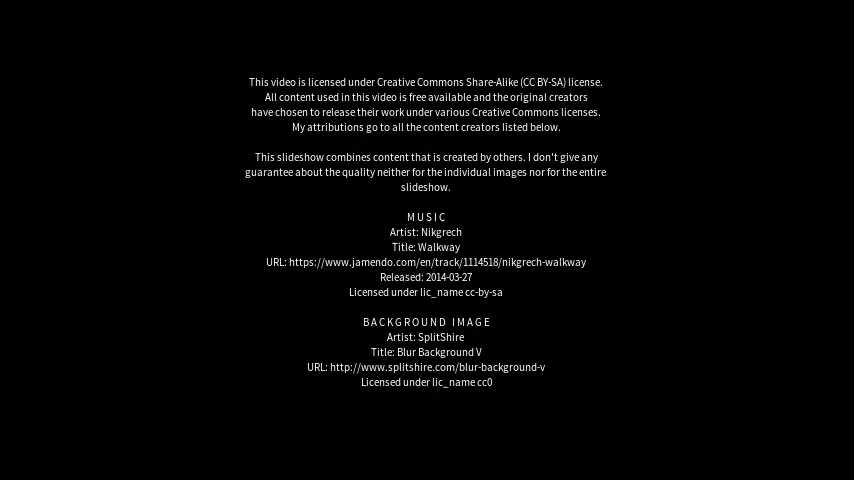 This video is licensed under Creative Commons Share-Alike (CC BY-SA) license.
All content used in this video is free available and the original creators
have chosen to release their work under various Creative Commons licenses.
My attributions go to all the content creators listed below.
This slideshow combines content that is created by others. I don't give any
guarantee about the quality neither for the individual images nor for the entire
slideshow.
MUSIC
Artist: Nikgrech
Title: Walkway
URL: https://www.jamendo.com/en/track/1114518/nikgrech-walkway
Released: 2014-03-27
Licensed under lic_name cc-by-sa
BACKGROUND IMAGE
Artist: SplitShire
Title: Blur Background V
URL: http://www.splitshire.com/blur-background-v
Licensed under lic_name cc0